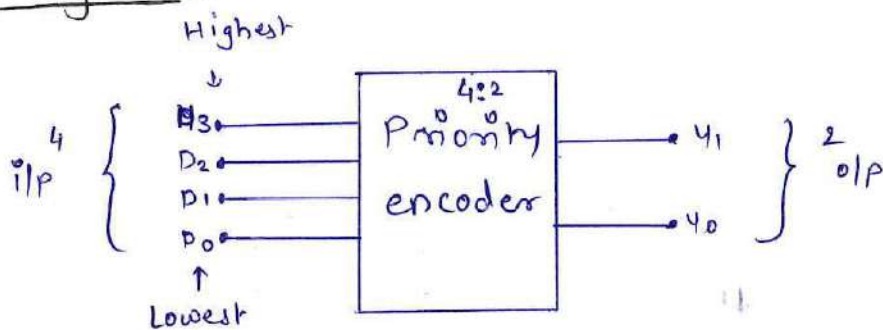 Highest
↓
4:2
D3
Priority
Y1
4
i/p
D2
2
o/p
D1
encoder
D0
Y0
↑
Lowest